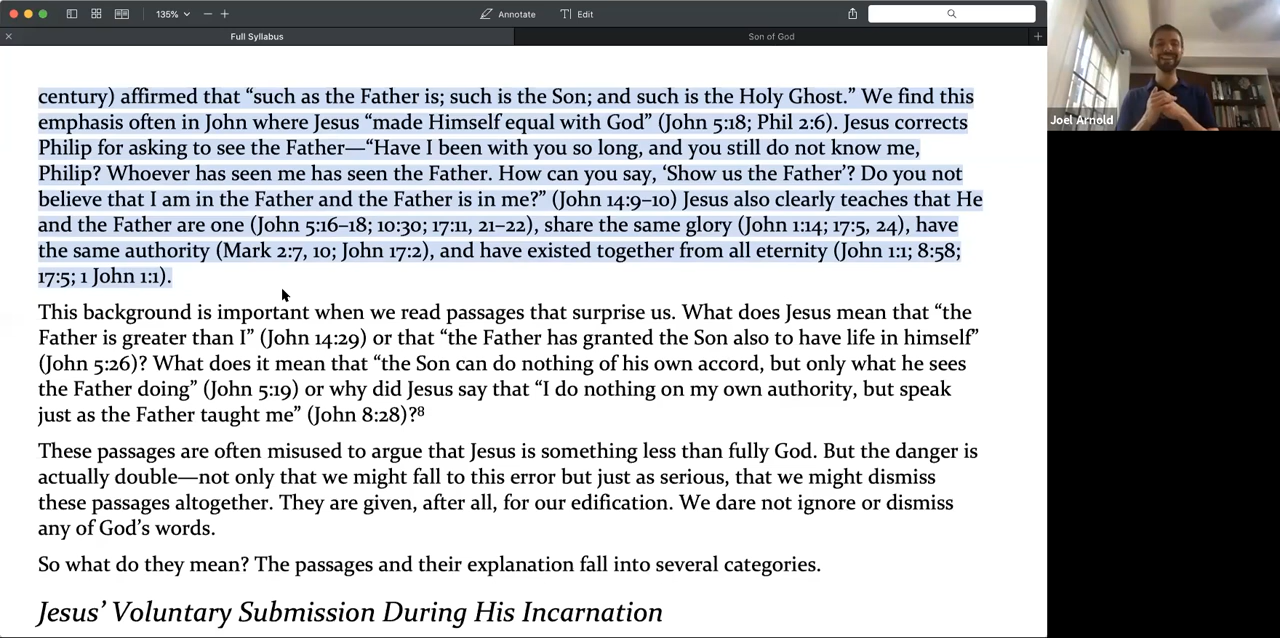 135%
Annotate
Edit
Full Syllabus
Son of God
century) affirmed that “such as the Father is; such is the Son; and such is the Holy Ghost.” We find this
emphasis often in John where Jesus “made Himself equal with God” (John 5:18; Phil 2:6). Jesus corrects
Philip for asking to see the Father—“Have I been with you so long, and you still do not know me,
Philip? Whoever has seen me has seen the Father. How can you say, ‘Show us the Father’? Do you not
believe that I am in the Father and the Father is in me?” (John 14:9–10) Jesus also clearly teaches that He
and the Father are one (John 5:16–18; 10:30; 17:11, 21–22), share the same glory (John 1:14; 17:5, 24), have
the same authority (Mark 2:7, 10; John 17:2), and have existed together from all eternity (John 1:1; 8:58;
17:5; 1 John 1:1).
This background is important when we read passages that surprise us. What does Jesus mean that “the
Father is greater than I” (John 14:29) or that “the Father has granted the Son also to have life in himself”
(John 5:26)? What does it mean that “the Son can do nothing of his own accord, but only what he sees
the Father doing” (John 5:19) or why did Jesus say that “I do nothing on my own authority, but speak
just as the Father taught me” (John 8:28)?⁸
These passages are often misused to argue that Jesus is something less than fully God. But the danger is
actually double—not only that we might fall to this error but just as serious, that we might dismiss
these passages altogether. They are given, after all, for our edification. We dare not ignore or dismiss
any of God’s words.
So what do they mean? The passages and their explanation fall into several categories.
Jesus’ Voluntary Submission During His Incarnation
Joel Arnold